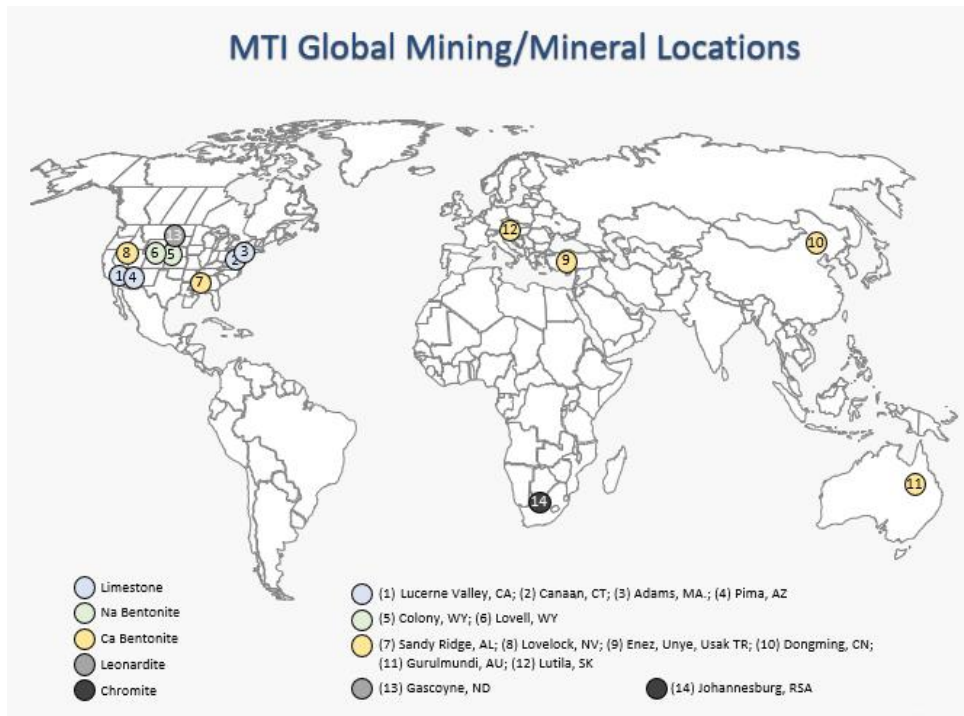 MTI Global Mining/Mineral Locations
13
8
6
5
3
2
1
4
7
12
9
10
11
14
Limestone
Na Bentonite
Ca Bentonite
Leonardite
Chromite
(1) Lucerne Valley, CA; (2) Canaan, CT; (3) Adams, MA.; (4) Pima, AZ
(5) Colony, WY; (6) Lovell, WY
(7) Sandy Ridge, AL; (8) Lovelock, NV; (9) Enez, Unye, Usak TR; (10) Dongming, CN;
(11) Gurulmundi, AU; (12) Lutila, SK
(13) Gascoyne, ND
(14) Johannesburg, RSA